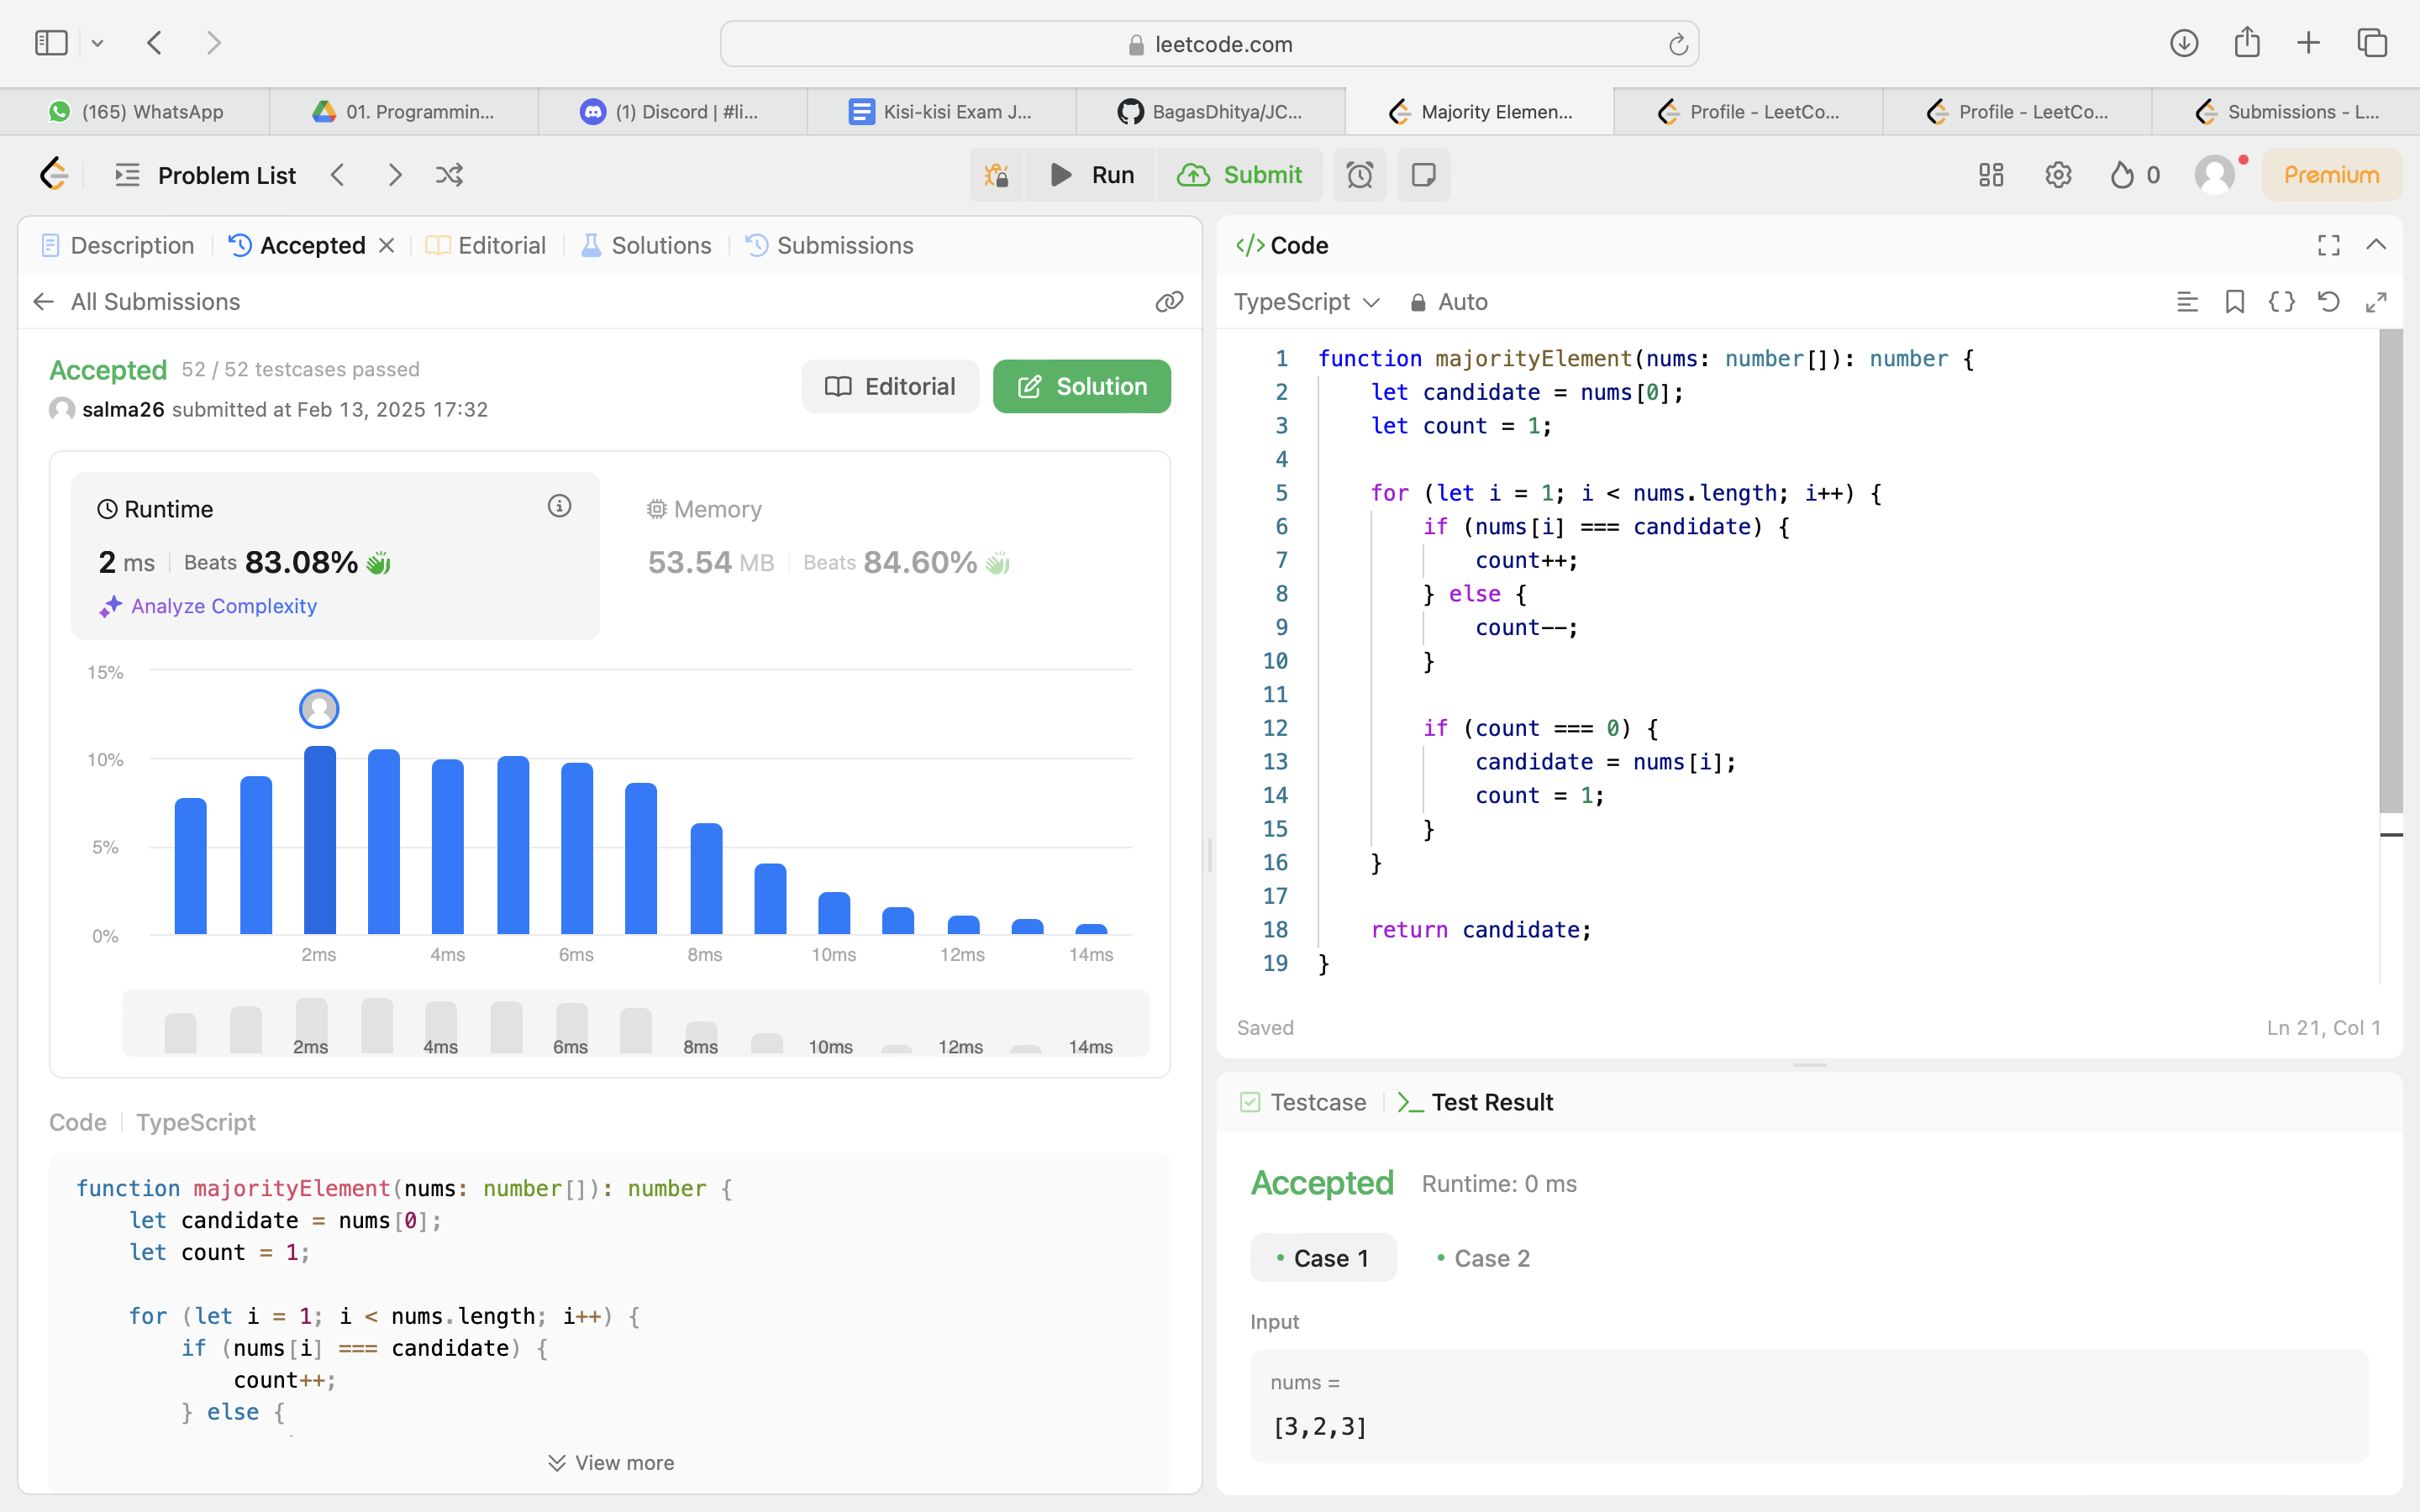 leetcode.com
(165) WhatsApp
01. Programmin...
(1) Discord | #li...
Kisi-kisi Exam J...
BagasDhitya/JC...
Majority Elemen...
Profile - LeetCo...
Profile - LeetCo...
Submissions - L...
Problem List
Run
Submit
0
Premium
Description
Accepted
Editorial
Solutions
Submissions
All Submissions
Accepted 52 / 52 testcases passed
salma26 submitted at Feb 13, 2025 17:32
Editorial
Solution
Runtime
2 ms Beats 83.08%
Analyze Complexity
Memory
53.54 MB Beats 84.60%
15%
10%
5%
0%
2ms 4ms 6ms 8ms 10ms 12ms 14ms
2ms 4ms 6ms 8ms 10ms 12ms 14ms
Code TypeScript
function majorityElement(nums: number[]): number {
    let candidate = nums[0];
    let count = 1;
    for (let i = 1; i < nums.length; i++) {
        if (nums[i] === candidate) {
            count++;
        } else {
View more
</> Code
TypeScript
Auto
1 function majorityElement(nums: number[]): number {
2     let candidate = nums[0];
3     let count = 1;
4
5     for (let i = 1; i < nums.length; i++) {
6         if (nums[i] === candidate) {
7             count++;
8         } else {
9             count--;
10         }
11
12         if (count === 0) {
13             candidate = nums[i];
14             count = 1;
15         }
16     }
17
18     return candidate;
19 }
Saved
Ln 21, Col 1
Testcase
Test Result
Accepted Runtime: 0 ms
Case 1
Case 2
Input
nums =
[3,2,3]